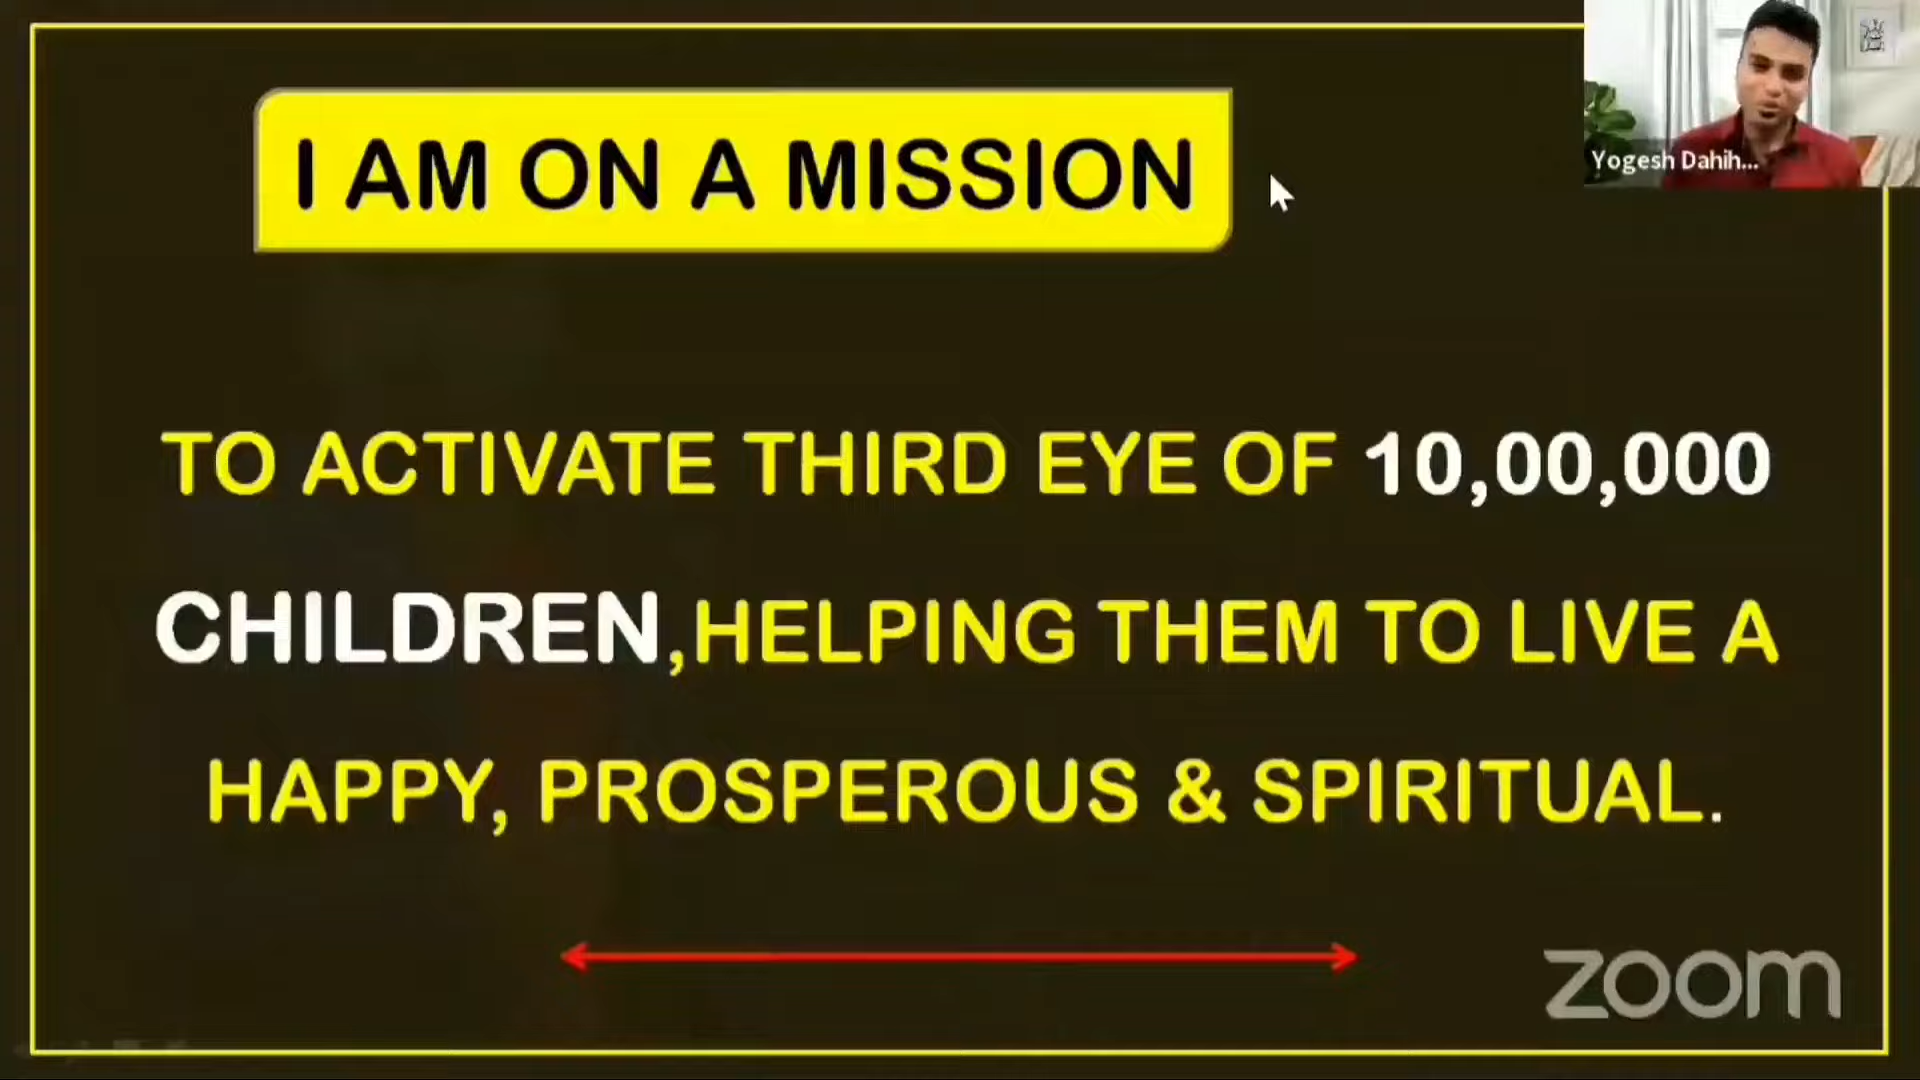 I AM ON A MISSION
Yogesh Dahih...
TO ACTIVATE THIRD EYE OF 10,00,000
CHILDREN,HELPING THEM TO LIVE A
HAPPY, PROSPEROUS & SPIRITUAL.
zoom